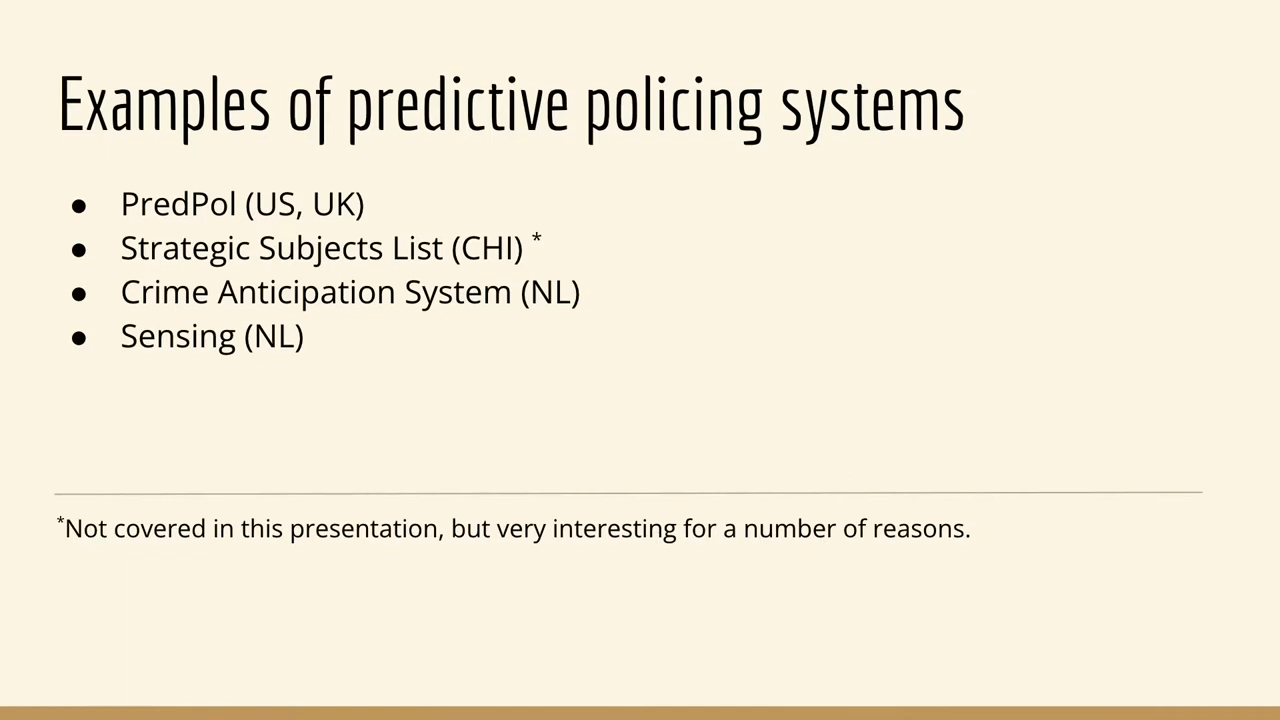 Examples of predictive policing systems
● PredPol (US, UK)
● Strategic Subjects List (CHI) *
● Crime Anticipation System (NL)
● Sensing (NL)
*Not covered in this presentation, but very interesting for a number of reasons.